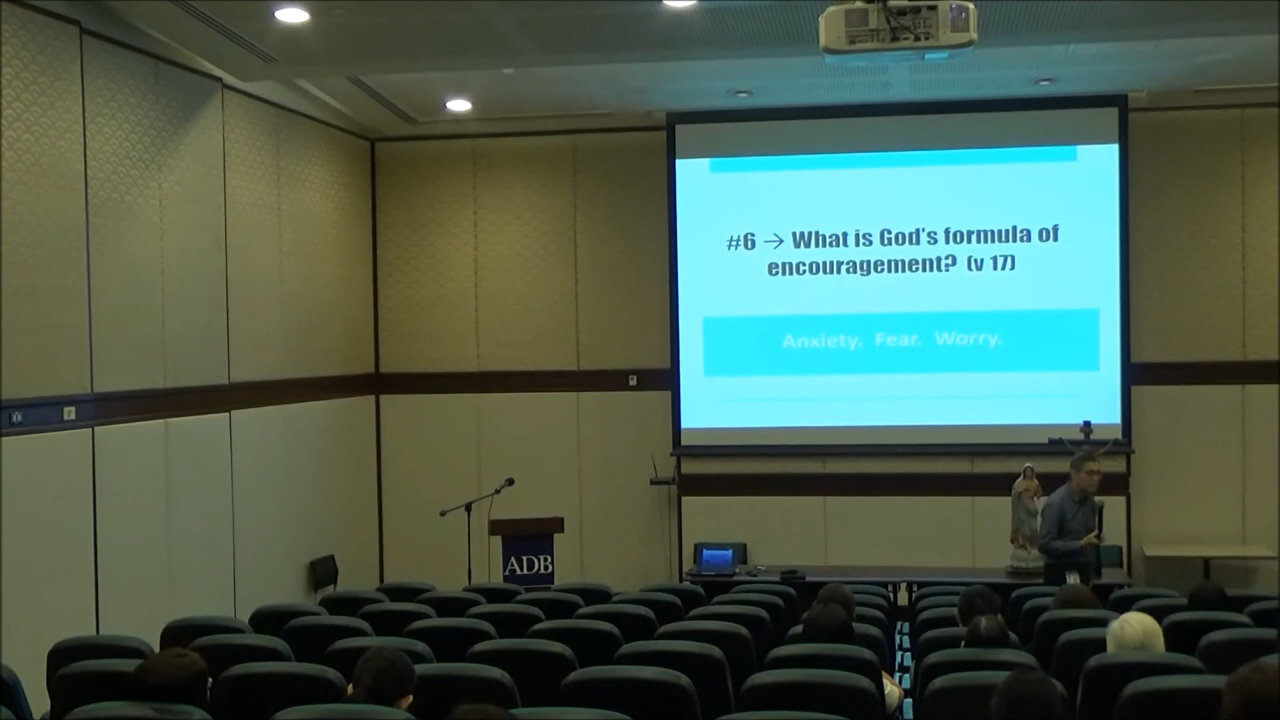 #6 → What is God's formula of
encouragement? (v 17)
Anxiety. Fear. Worry.
ADB